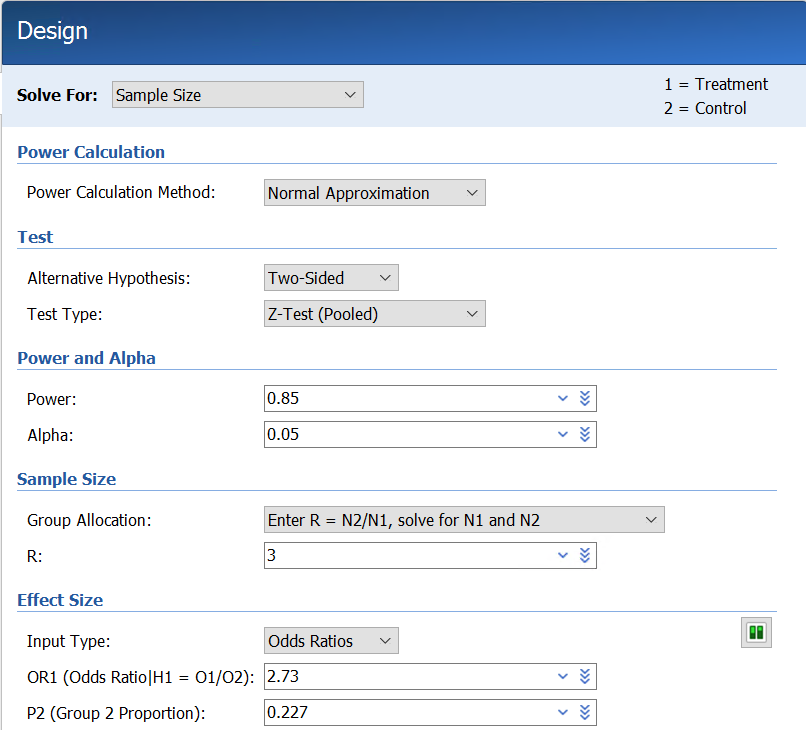 Design
Solve For: Sample Size
1 = Treatment
2 = Control
Power Calculation
Power Calculation Method: Normal Approximation
Test
Alternative Hypothesis: Two-Sided
Test Type: Z-Test (Pooled)
Power and Alpha
Power: 0.85
Alpha: 0.05
Sample Size
Group Allocation: Enter R = N2/N1, solve for N1 and N2
R: 3
Effect Size
Input Type: Odds Ratios
OR1 (Odds Ratio|H1 = O1/O2): 2.73
P2 (Group 2 Proportion): 0.227